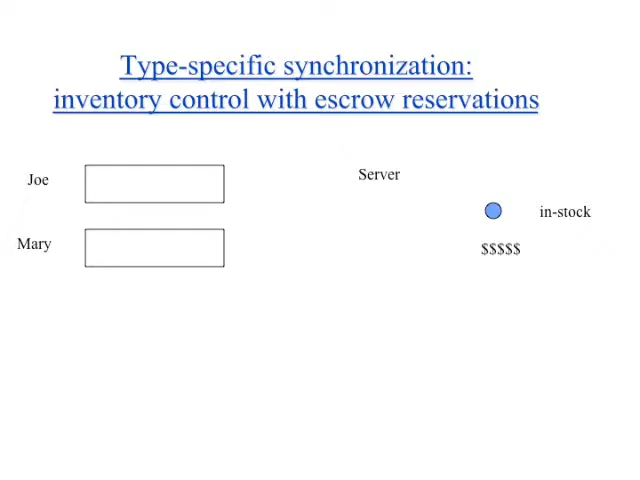 Type-specific synchronization:
inventory control with escrow reservations
Joe
Server
in-stock
Mary
$$$$$